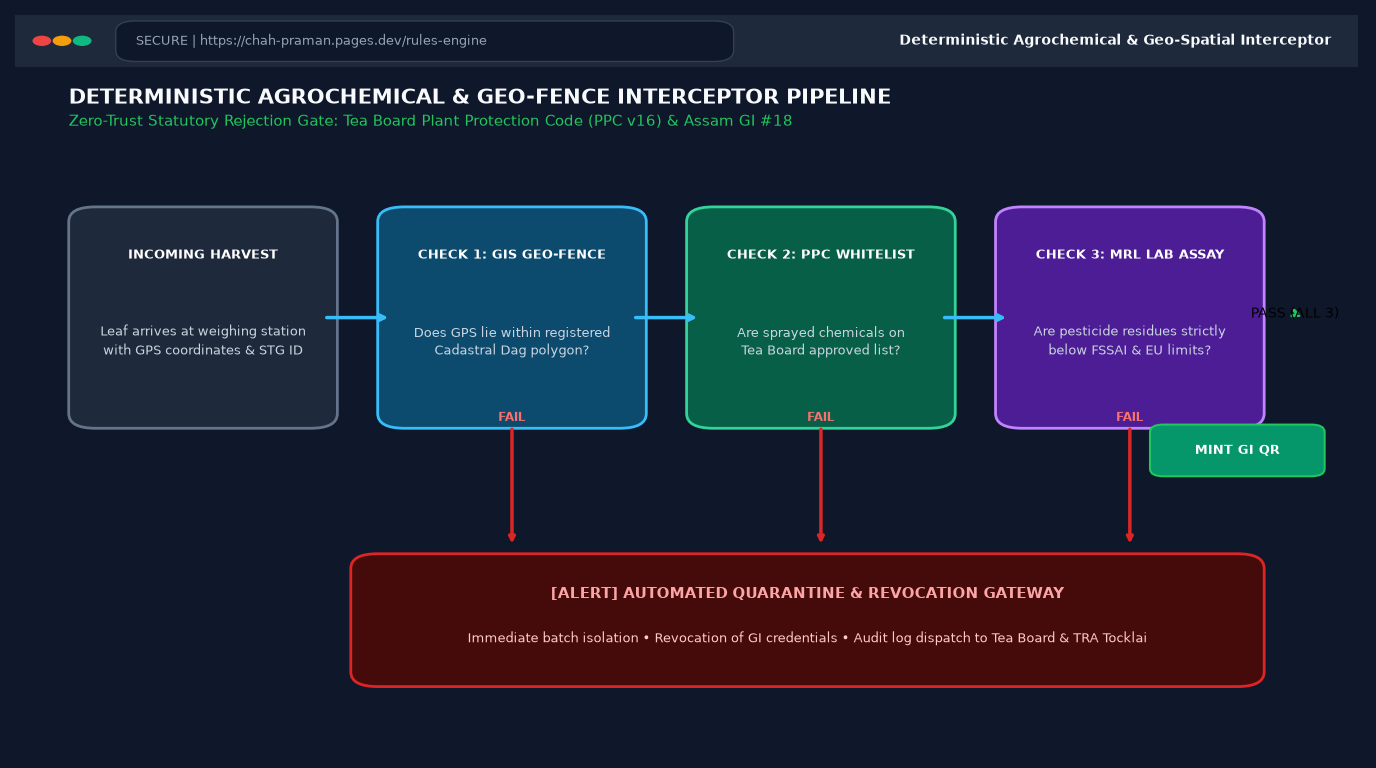 SECURE | https://chah-praman.pages.dev/rules-engine
Deterministic Agrochemical & Geo-Spatial Interceptor
DETERMINISTIC AGROCHEMICAL & GEO-FENCE INTERCEPTOR PIPELINE
Zero-Trust Statutory Rejection Gate: Tea Board Plant Protection Code (PPC v16) & Assam GI #18
INCOMING HARVEST
Leaf arrives at weighing station
with GPS coordinates & STG ID
CHECK 1: GIS GEO-FENCE
Does GPS lie within registered
Cadastral Dag polygon?
FAIL
CHECK 2: PPC WHITELIST
Are sprayed chemicals on
Tea Board approved list?
FAIL
CHECK 3: MRL LAB ASSAY
Are pesticide residues strictly
below FSSAI & EU limits?
FAIL
PASS (ALL 3)
MINT GI QR
[ALERT] AUTOMATED QUARANTINE & REVOCATION GATEWAY
Immediate batch isolation • Revocation of GI credentials • Audit log dispatch to Tea Board & TRA Tocklai